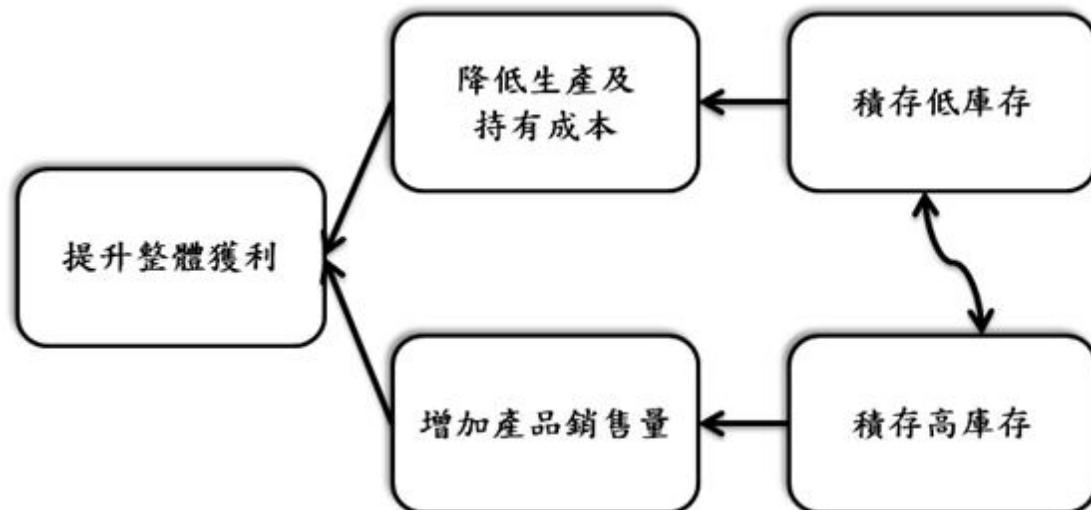 降低生產及
持有成本
積存低庫存
提升整體獲利
增加產品銷售量
積存高庫存